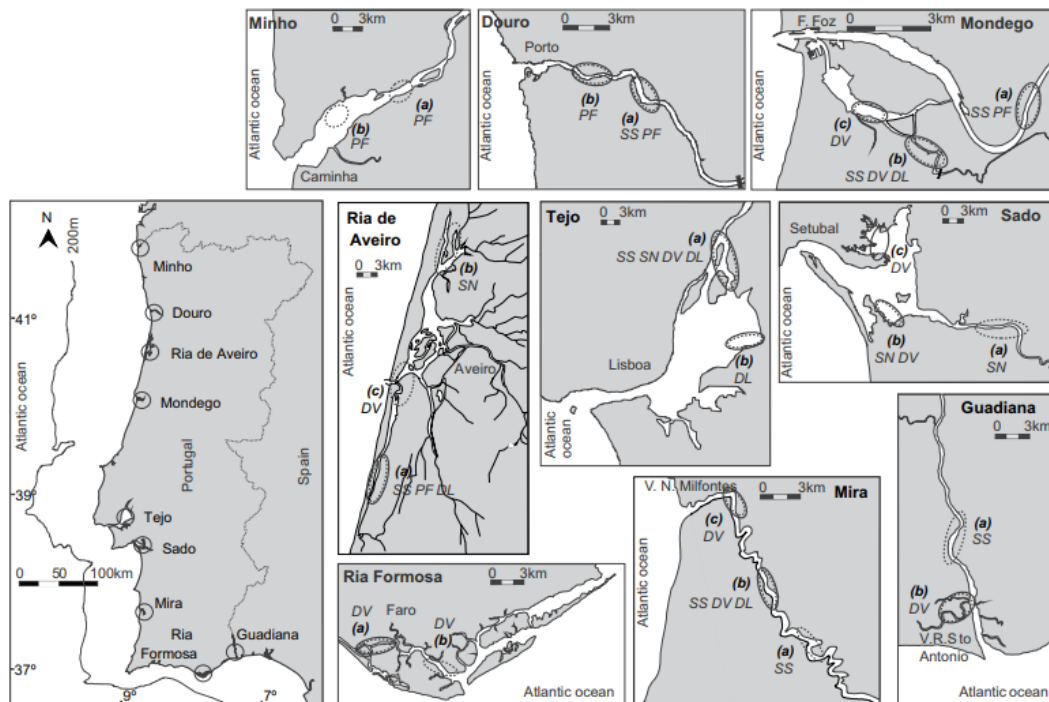 Minho
0 3km
Atlantic ocean
(a)
PF
(b)
PF
Caminha
Douro
0 3km
Porto
Atlantic ocean
(b)
PF
(a)
SS PF
F. Foz
0 3km
Mondego
Atlantic ocean
(a)
SS PF
(c)
DV
(b)
SS DV DL
N
200m
Minho
41º
Douro
Ria de Aveiro
Mondego
Atlantic ocean
Portugal
Spain
39º
Tejo
Sado
0 50 100km
Mira
Ria
Formosa
Guadiana
37º
9º
7º
Ria de
Aveiro
0 3km
Atlantic ocean
(b)
SN
Aveiro
(c)
DV
(a)
SS PF DL
Tejo
0 3km
(a)
SS SN DV DL
Lisboa
(b)
DL
Atlantic
ocean
0 3km
Sado
Setubal
Atlantic ocean
(c)
DV
(b)
SN DV
(a)
SN
Guadiana
0 3km
(a)
SS
(b)
DV
V.R.S to
Antonio
Atlantic ocean
V. N. Milfontes
0 3km
Mira
Atlantic ocean
(c)
DV
(b)
SS DV DL
(a)
SS
Ria Formosa
0 3km
DV
(a)
Faro
DV
(b)
Atlantic ocean